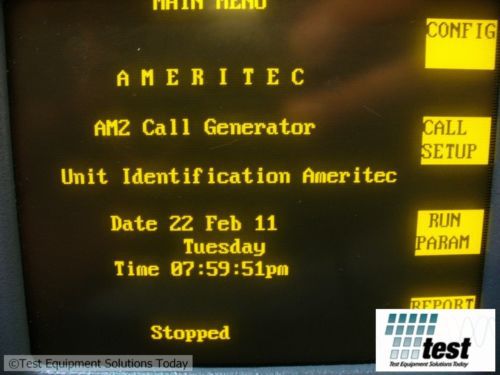 MAIN MENU
CONFIG
AMERITEC
AM2 Call Generator
CALL
SETUP
Unit Identification Ameritec
Date 22 Feb 11
Tuesday
Time 07:59:51pm
RUN
PARAM
REPORT
Stopped
test
Test Equipment Solutions Today
©Test Equipment Solutions Today